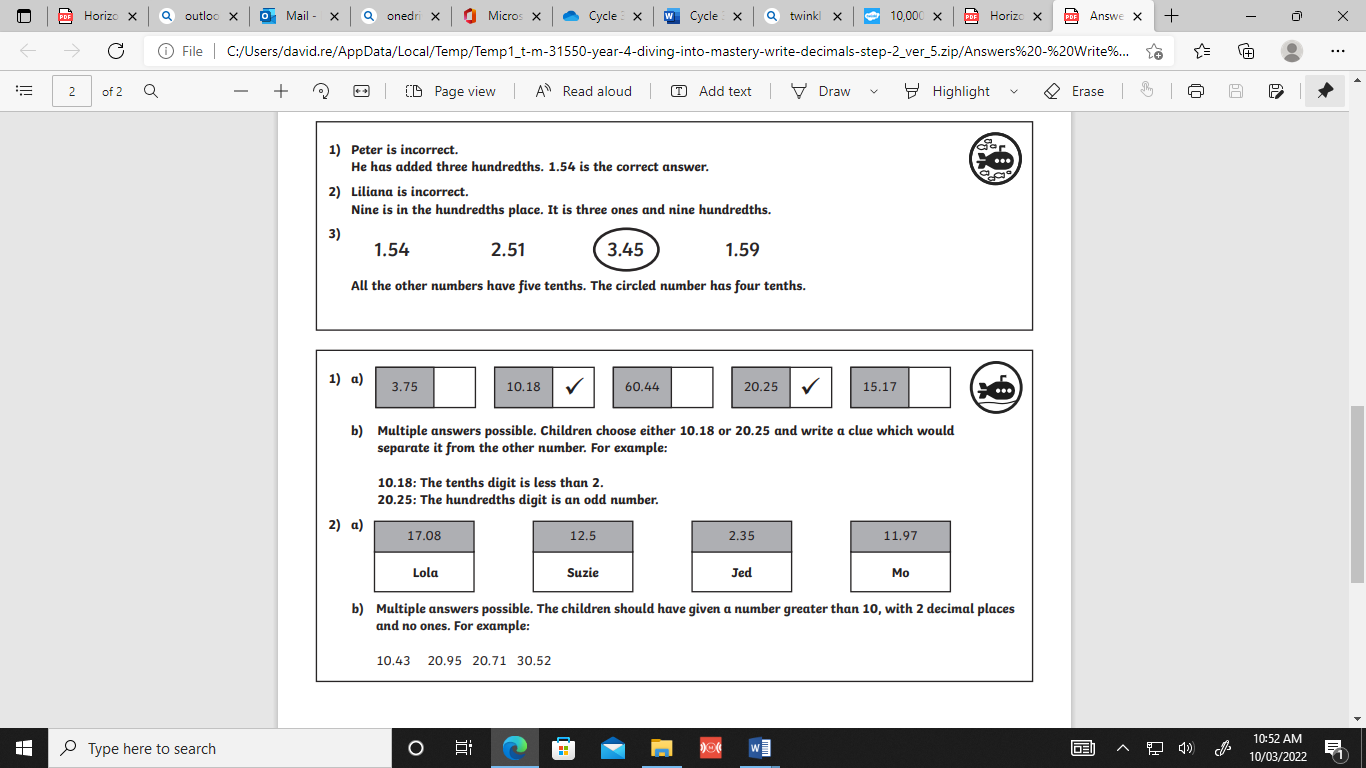 Horizo
outloo
Mail -
onedri
Micros
Cycle
Cycle
twinkl
10,000
Horizo
Answe
File
C:/Users/david.re/AppData/Local/Temp/Temp1_t-m-31550-year-4-diving-into-mastery-write-decimals-step-2_ver_5.zip/Answers%20-%20Write%...
2 of 2
Page view
Read aloud
Add text
Draw
Highlight
Erase
1) Peter is incorrect.
He has added three hundredths. 1.54 is the correct answer.
2) Liliana is incorrect.
Nine is in the hundredths place. It is three ones and nine hundredths.
3)
1.54 2.51 3.45 1.59
All the other numbers have five tenths. The circled number has four tenths.
1) a) 3.75 10.18 ✓ 60.44 20.25 ✓ 15.17
b) Multiple answers possible. Children choose either 10.18 or 20.25 and write a clue which would
separate it from the other number. For example:
10.18: The tenths digit is less than 2.
20.25: The hundredths digit is an odd number.
2) a) 17.08 12.5 2.35 11.97
Lola Suzie Jed Mo
b) Multiple answers possible. The children should have given a number greater than 10, with 2 decimal places
and no ones. For example:
10.43 20.95 20.71 30.52
Type here to search
10:52 AM
10/03/2022
1